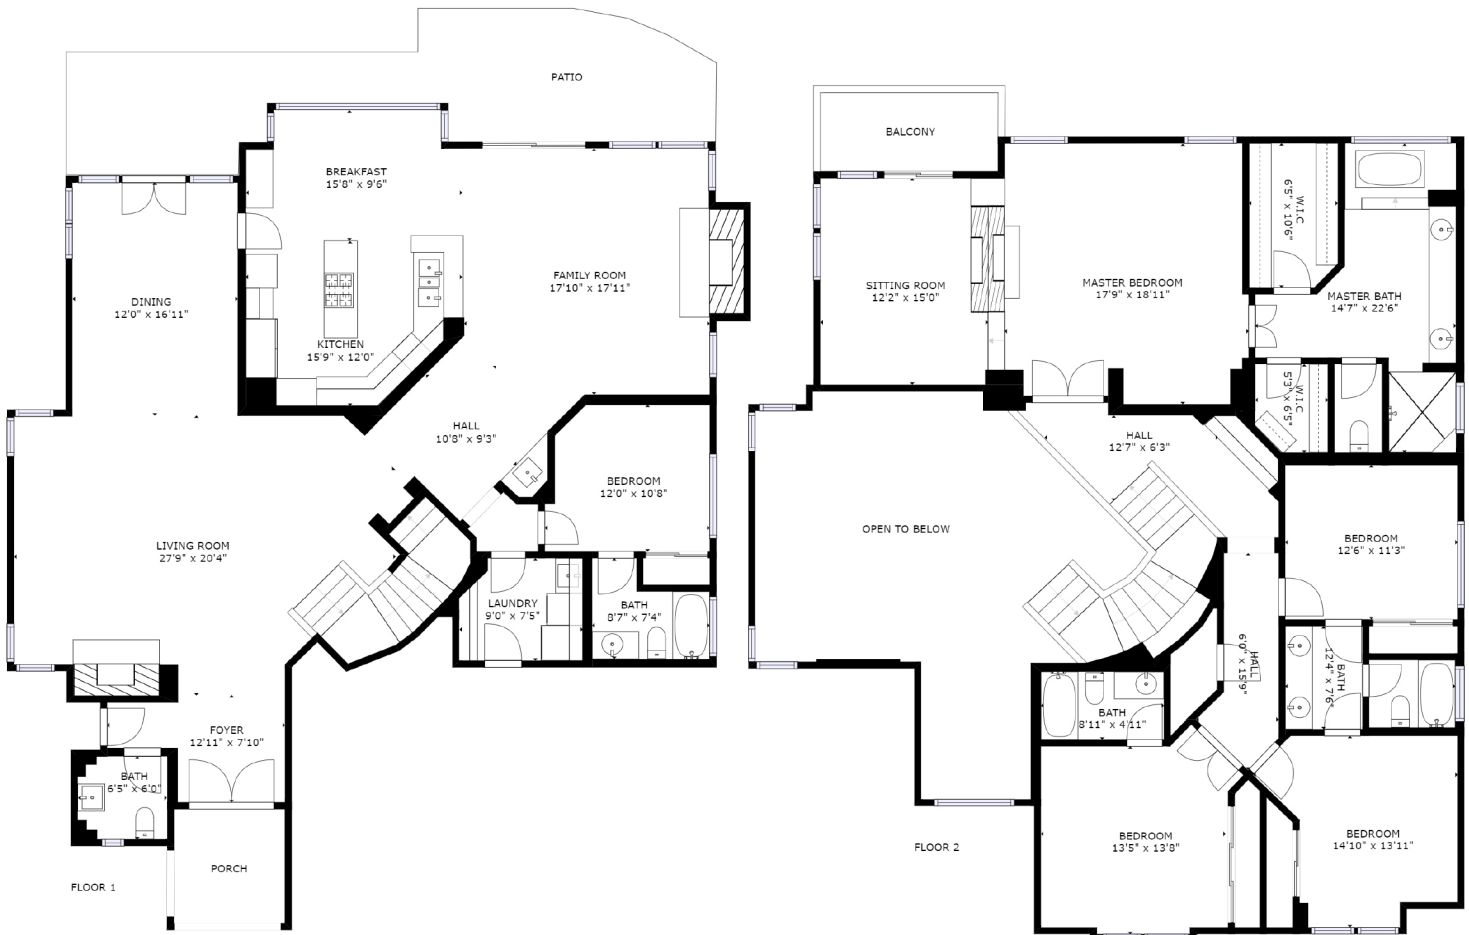 PATIO
BREAKFAST
15'8" x 9'6"
FAMILY ROOM
17'10" x 17'11"
DINING
12'0" x 16'11"
KITCHEN
15'9" x 12'0"
HALL
10'8" x 9'3"
BEDROOM
12'0" x 10'8"
LIVING ROOM
27'9" x 20'4"
LAUNDRY
9'0" x 7'5"
BATH
8'7" x 7'4"
FOYER
12'11" x 7'10"
BATH
6'5" x 6'0"
PORCH
FLOOR 1
BALCONY
W.I.C
6'5" x 10'6"
SITTING ROOM
12'2" x 15'0"
MASTER BEDROOM
17'9" x 18'11"
MASTER BATH
14'7" x 22'6"
W.I.C
5'3" x 6'5"
HALL
12'7" x 6'3"
OPEN TO BELOW
BEDROOM
12'6" x 11'3"
HALL
6'0" x 15'9"
BATH
12'4" x 7'6"
BATH
8'11" x 4'11"
BEDROOM
13'5" x 13'8"
BEDROOM
14'10" x 13'11"
FLOOR 2